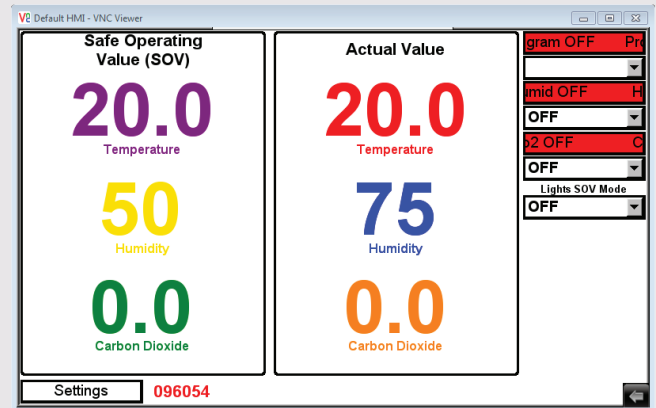 Default HMI - VNC Viewer
Safe Operating
Value (SOV)
20.0
Temperature
50
Humidity
0.0
Carbon Dioxide
Actual Value
20.0
Temperature
75
Humidity
0.0
Carbon Dioxide
gram OFF Pro
umid OFF H
OFF
o2 OFF C
OFF
Lights SOV Mode
OFF
Settings
096054